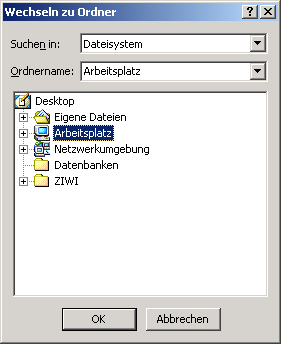 Wechseln zu Ordner
Suchen in: Dateisystem
Ordnername: Arbeitsplatz
Desktop
Eigene Dateien
Arbeitsplatz
Netzwerkumgebung
Datenbanken
ZIWI
OK Abbrechen